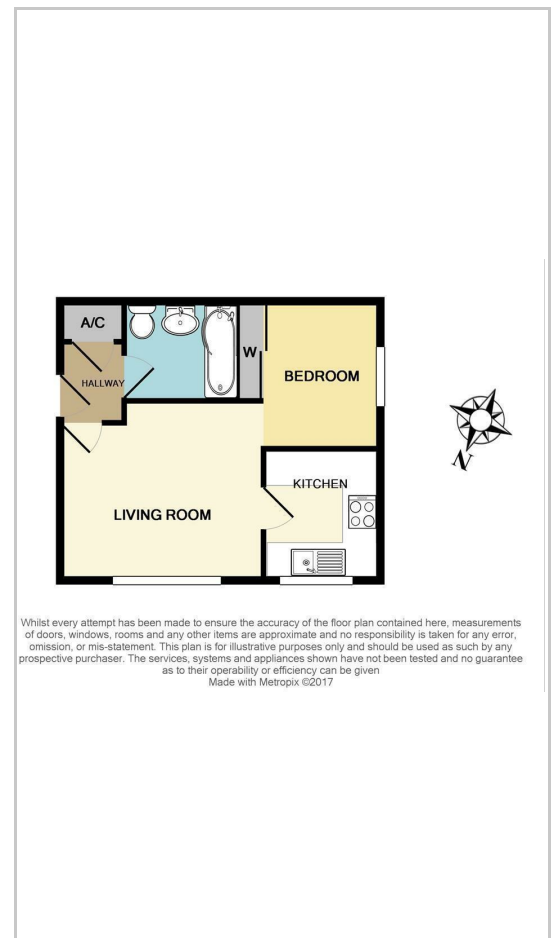 A/C
HALLWAY
W
BEDROOM
KITCHEN
LIVING ROOM
N
Whilst every attempt has been made to ensure the accuracy of the floor plan contained here, measurements
of doors, windows, rooms and any other items are approximate and no responsibility is taken for any error,
omission, or mis-statement. This plan is for illustrative purposes only and should be used as such by any
prospective purchaser. The services, systems and appliances shown have not been tested and no guarantee
as to their operability or efficiency can be given
Made with Metropix ©2017